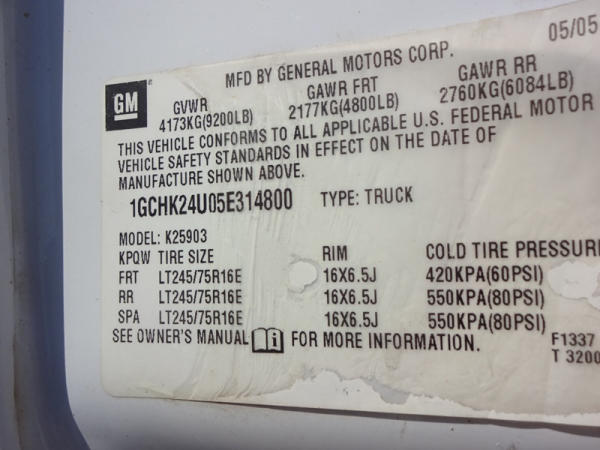 05/05
MFD BY GENERAL MOTORS CORP.
GM
GVWR GAWR FRT GAWR RR
4173KG(9200LB) 2177KG(4800LB) 2760KG(6084LB)
THIS VEHICLE CONFORMS TO ALL APPLICABLE U.S. FEDERAL MOTOR
VEHICLE SAFETY STANDARDS IN EFFECT ON THE DATE OF
MANUFACTURE SHOWN ABOVE.
1GCHK24U05E314800 TYPE: TRUCK
MODEL: K25903
KPQW TIRE SIZE RIM COLD TIRE PRESSURE
FRT LT245/75R16E 16X6.5J 420KPA(60PSI)
RR LT245/75R16E 16X6.5J 550KPA(80PSI)
SPA LT245/75R16E 16X6.5J 550KPA(80PSI)
SEE OWNER'S MANUAL i FOR MORE INFORMATION.
F1337
T 3200